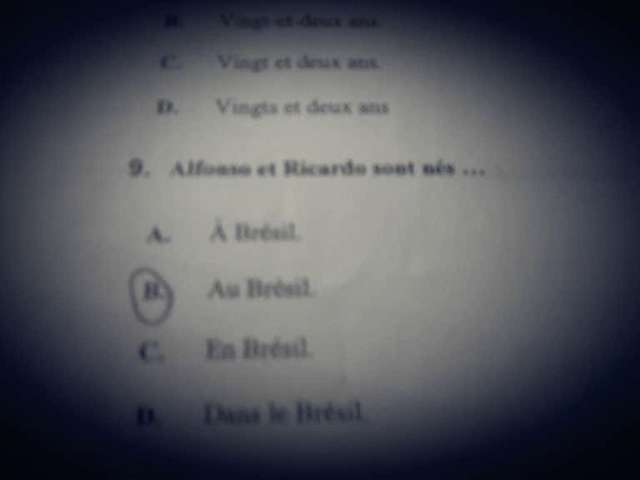 B. Vingt-et-deux ans
C. Vingt et deux ans
D. Vingts et deux ans
9. Alfonso et Ricardo sont nés ...
A. À Brésil.
B. Au Brésil.
C. En Brésil.
D. Dans le Brésil